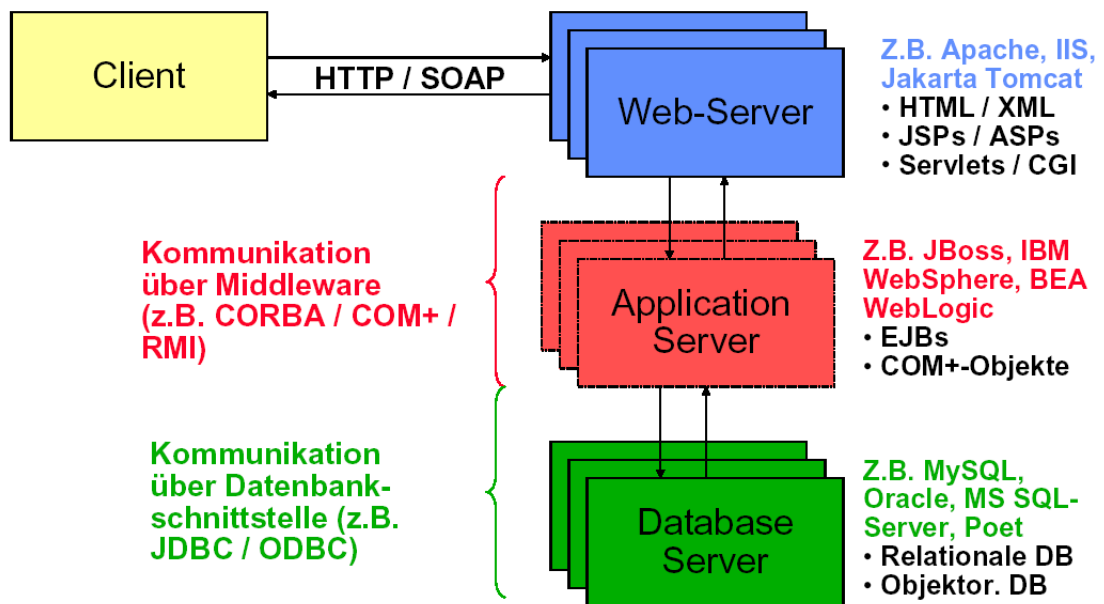 Client
HTTP / SOAP
Web-Server
Z.B. Apache, IIS,
Jakarta Tomcat
• HTML / XML
• JSPs / ASPs
• Servlets / CGI
Kommunikation
über Middleware
(z.B. CORBA / COM+ /
RMI)
Application
Server
Z.B. JBoss, IBM
WebSphere, BEA
WebLogic
• EJBs
• COM+-Objekte
Kommunikation
über Datenbank-
schnittstelle (z.B.
JDBC / ODBC)
Database
Server
Z.B. MySQL,
Oracle, MS SQL-
Server, Poet
• Relationale DB
• Objektor. DB